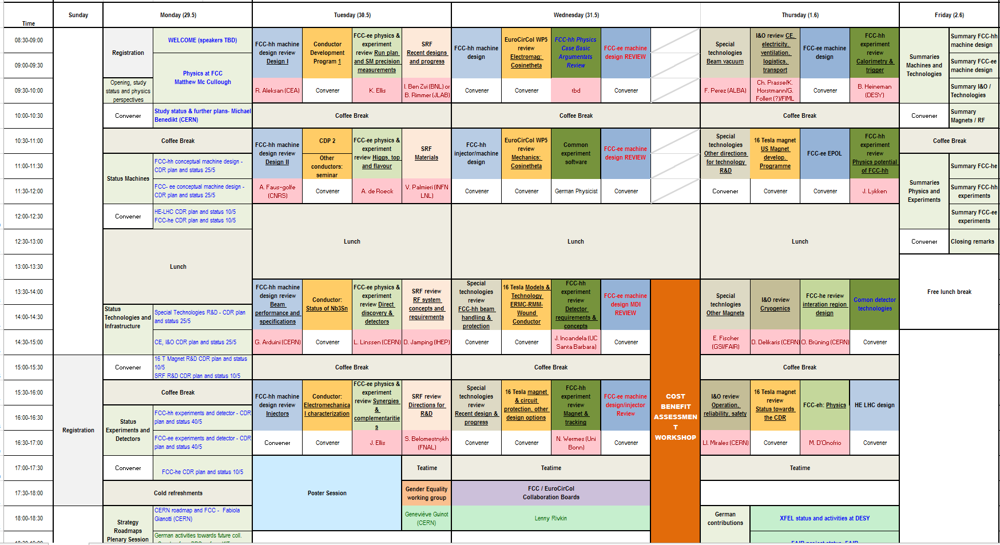 Time
Sunday
Monday (29.5)
Tuesday (30.5)
Wednesday (31.5)
Thursday (1.6)
Friday (2.6)
08:30-09:00
09:00-09:30
09:30-10:00
10:00-10:30
10:30-11:00
11:00-11:30
11:30-12:00
12:00-12:30
12:30-13:00
13:00-13:30
13:30-14:00
14:00-14:30
14:30-15:00
15:00-15:30
15:30-16:00
16:00-16:30
16:30-17:00
17:00-17:30
17:30-18:00
18:00-18:30
Registration
Registration
Opening, study
status and physics
perspectives
Convener
WELCOME (speakers TBD)
Physics at FCC
Matthew Mc Cullough
Study status & further plans- Michael
Benedikt (CERN)
Coffee Break
Status Machines
FCC-hh conceptual machine design -
CDR plan and status 25/5
FCC- ee conceptual machine design -
CDR plan and status 25/5
Convener
HE-LHC CDR plan and status 10/5
FCC-he CDR plan and status 10/5
Lunch
Status
Technologies and
Infrastructure
Special Technologies R&D - CDR plan
and status 25/5
CE, I&O CDR plan and status 25/5
Convener
16 T Magnet R&D CDR plan and status
10/5
SRF R&D CDR plan and status 10/5
Coffee Break
Status
Experiments and
Detectors
FCC-hh experiments and detector - CDR
plan and status 40/5
FCC-ee experiments and detector - CDR
plan and status 40/5
Convener
FCC-he CDR plan and status 10/5
Cold refreshments
Strategy
Roadmaps
Plenary Session
CERN roadmap and FCC - Fabiola
Gianotti (CERN)
German activities towards future coll.
FCC-hh machine
design review
Design I
R. Aleksan (CEA)
Conductor
Development
Program 1
Convener
FCC-ee physics &
experiment
review Run plan
and SM precision
measurements
K. Ellis
SRF
Recent designs
and progress
I. Ben Zvi (BNL) or
B. Rimmer (JLAB)
Coffee Break
FCC-hh machine
design review
Design II
A. Faus-golfe
(CNRS)
CDP 2
Other
conductors:
seminar
Convener
FCC-ee physics &
experiment
review Higgs, top
and flavour
A. de Roeck
SRF
Materials
V. Palmieri (INFN
LNL)
Lunch
FCC-hh machine
design review
Beam
performance and
specifications
G. Arduini (CERN)
Conductor:
Status of Nb3Sn
Convener
FCC-ee physics &
experiment
review Direct
discovery &
detectors
L. Linssen (CERN)
SRF review
RF system
concepts and
requirements
D. Jamping (IHEP)
Coffee Break
FCC-hh machine
design review
Injectors
Convener
Conductor:
Electromechanica
l characterization
Convener
FCC-ee physics &
experiment
review Synergies
&
complementaritie
s
J. Ellis
SRF review
Directions for
R&D
S. Belomestnykh
(FNAL)
Poster Session
Teatime
Gender Equality
working group
Geneviève Guinot
(CERN)
FCC-hh machine
design
Convener
EuroCirCol WP5
review
Electromag:
Cosinetheta
Convener
FCC-hh Physics
Case Basic
Argumentats
Review
tbd
FCC-ee machine
design REVIEW
Convener
Coffee Break
FCC-hh
injector/machine
design
Convener
EuroCirCol WP5
review
Mechanics:
Cosinetheta
Convener
Common
experiment
software
German Physicist
FCC-ee machine
design REVIEW
Convener
Lunch
Special
technologies
review
FCC-hh beam
handling &
protection
Convener
16 Tesla Models &
Technology
ERMC-RMM-
Wound
Conductor
Convener
FCC-hh
experiment
review
Detector
requirements &
concepts
J. Incandela (UC
Santa Barbara)
FCC-ee machine
design MDI
REVIEW
Convener
Coffee Break
Special
technologies
review
Recent design &
progress
Convener
16 Tesla magnet
& circuit
protection, other
design options
Convener
FCC-hh
experiment
review
Magnet &
tracking
N. Wermes (Uni
Bonn)
FCC-ee machine
design/injector
Review
Convener
Teatime
FCC / EuroCirCol
Collaboration Boards
Lenny Rivkin
COST
BENEFIT
ASSESSMEN
T
WORKSHOP
Special
technologies
Beam vacuum
F. Perez (ALBA)
I&O review CE,
electricity,
ventilation,
logistics,
transport
Ch. Prasse/K.
Horstmann/G.
Follert (?)/FIML
FCC-ee machine
design
Convener
FCC-hh
experiment
review
Calorimetry &
trigger
B. Heineman
(DESY)
Coffee Break
Special
technologies
Other directions
for technology
R&D
Convener
16 Tesla magnet
US Magnet
develop.
Programme
Convener
FCC-ee EPOL
Convener
FCC-hh
experiment
review
Physics potential
of FCC-hh
J. Lykken
Lunch
Special
technologies
Other Magnets
E. Fischer
(GSI/FAIR)
I&O review
Cryogenics
D. Delikaris (CERN)
FCC-he review
interation region
design
O. Brüning (CERN)
Comon detector
technologies
Convener
Coffee Break
I&O review
Operation,
reliability, safety
Ll. Mirales (CERN)
16 Tesla magnet
review
Status towards
the CDR
Convener
FCC-eh: Physics
M. D'Onofrio
HE LHC design
Convener
Teatime
German
contributions
XFEL status and activities at DESY
Summaries
Machines and
Technologies
Convener
Summary FCC-hh
machine design
Summary FCC-ee
machine design
Summary I&O /
Technologies
Summary
Magnets / RF
Coffee Break
Summaries
Physics and
Experiments
Convener
Summary FCC-he
Summary FCC-hh
experiments
Summary FCC-ee
experiments
Closing remarks
Free lunch break